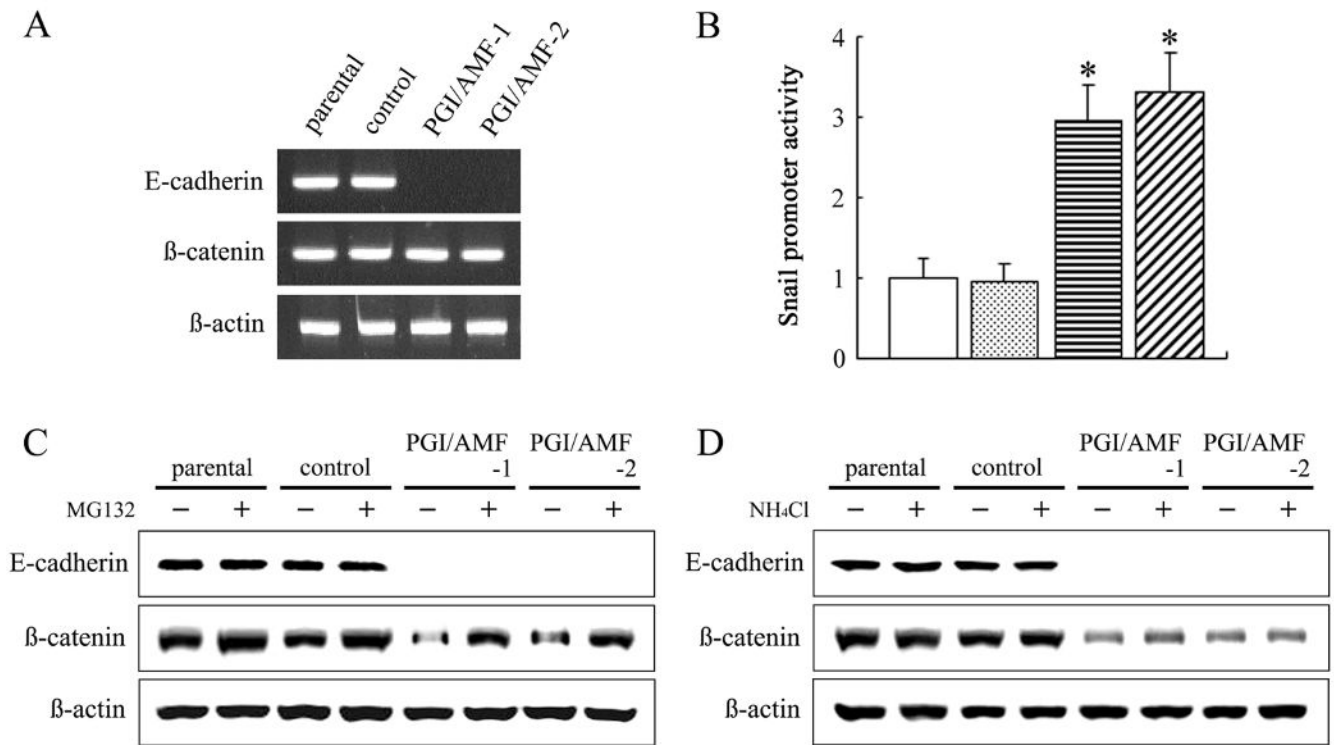 A
parental
control
PGI/AMF-1
PGI/AMF-2
E-cadherin
ß-catenin
ß-actin
B
Snail promoter activity
4
3
2
1
0
*
*
C
parental
control
PGI/AMF
-1
PGI/AMF
-2
MG132
− + − + − + − +
E-cadherin
ß-catenin
ß-actin
D
parental
control
PGI/AMF
-1
PGI/AMF
-2
NH₄Cl
− + − + − + − +
E-cadherin
ß-catenin
ß-actin